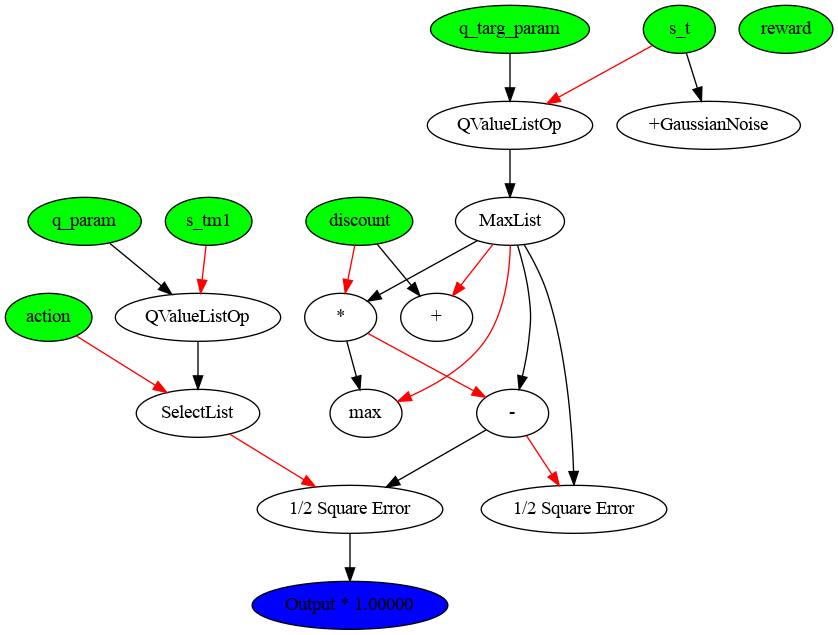 q_targ_param
s_t
reward
QValueListOp
+GaussianNoise
q_param
s_tm1
discount
MaxList
action
QValueListOp
*
+
SelectList
max
-
1/2 Square Error
1/2 Square Error
Output * 1.00000